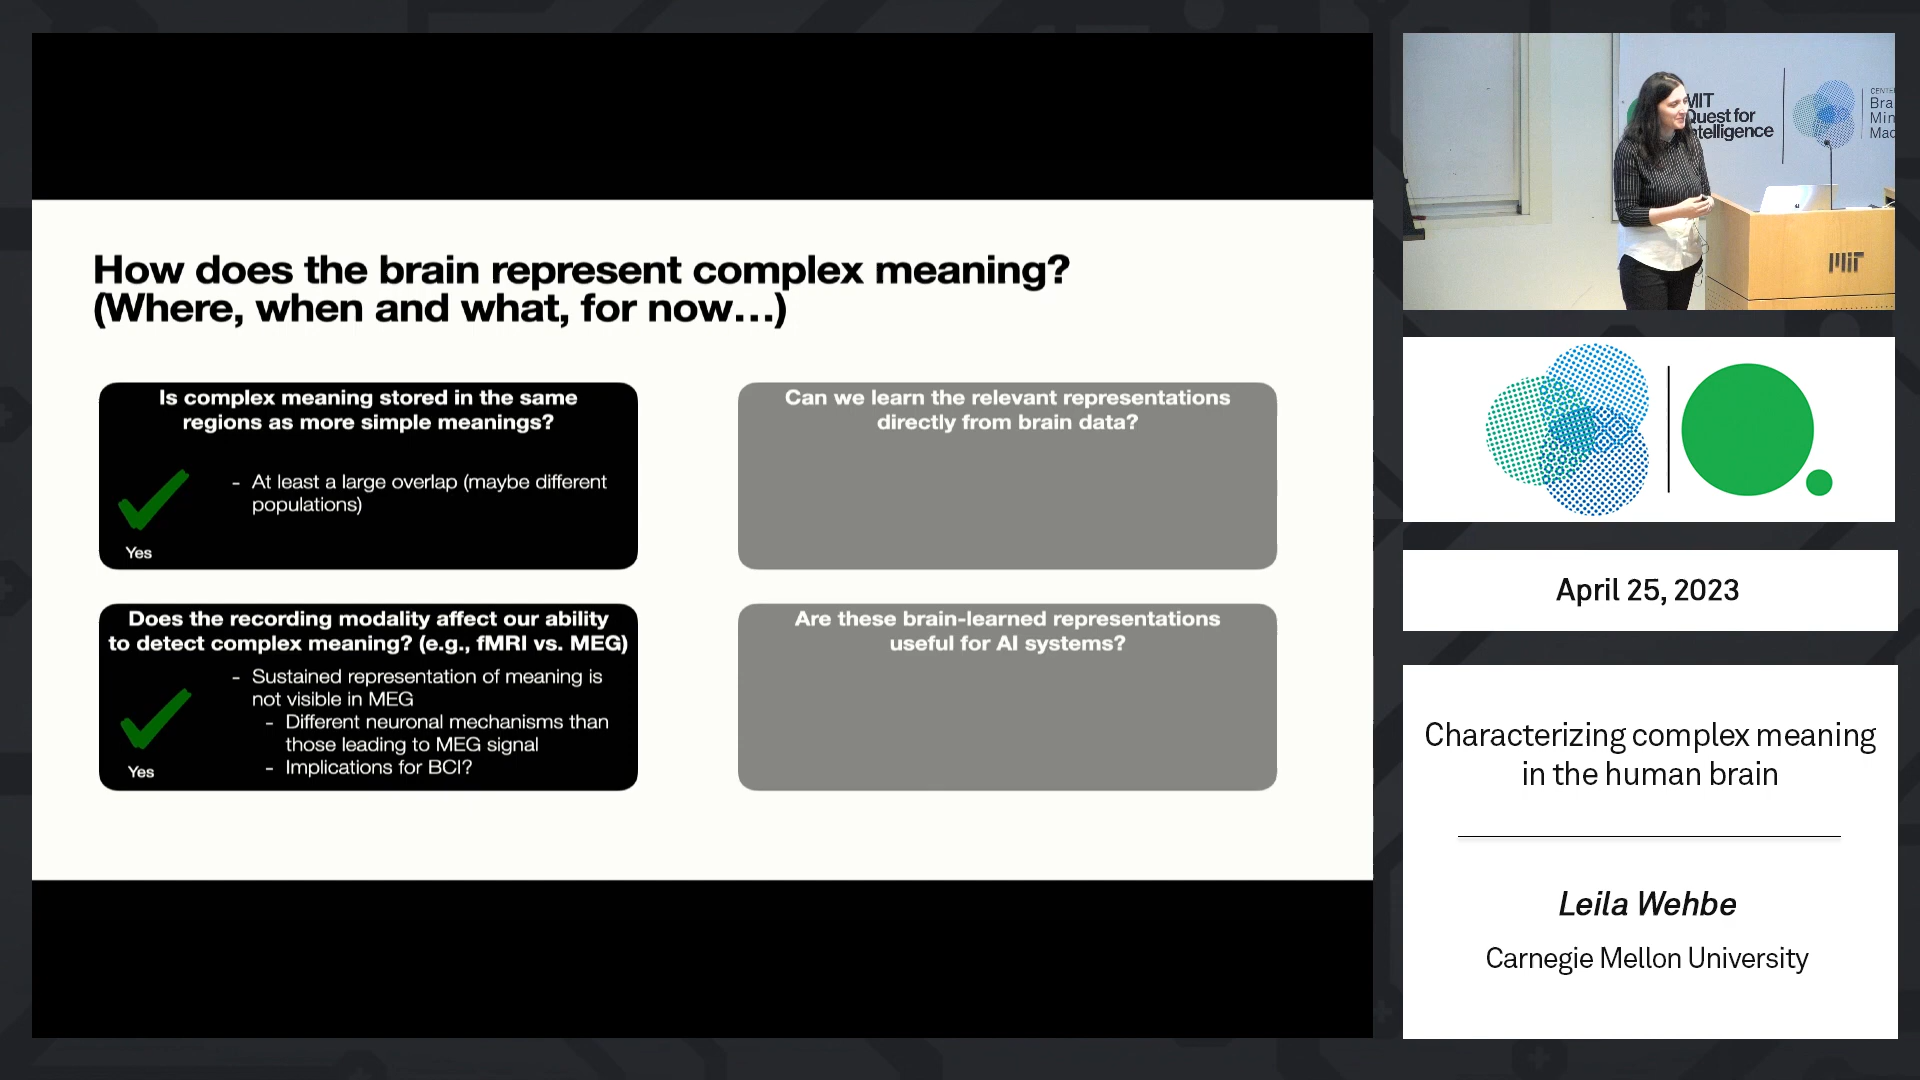 How does the brain represent complex meaning?
(Where, when and what, for now…)
Is complex meaning stored in the same
regions as more simple meanings?
- At least a large overlap (maybe different
populations)
Yes
Can we learn the relevant representations
directly from brain data?
Does the recording modality affect our ability
to detect complex meaning? (e.g., fMRI vs. MEG)
- Sustained representation of meaning is
not visible in MEG
- Different neuronal mechanisms than
those leading to MEG signal
- Implications for BCI?
Yes
Are these brain-learned representations
useful for AI systems?
MIT
Quest for
Intelligence
CENTE
Bra
Min
Mac
MIT
April 25, 2023
Characterizing complex meaning
in the human brain
Leila Wehbe
Carnegie Mellon University